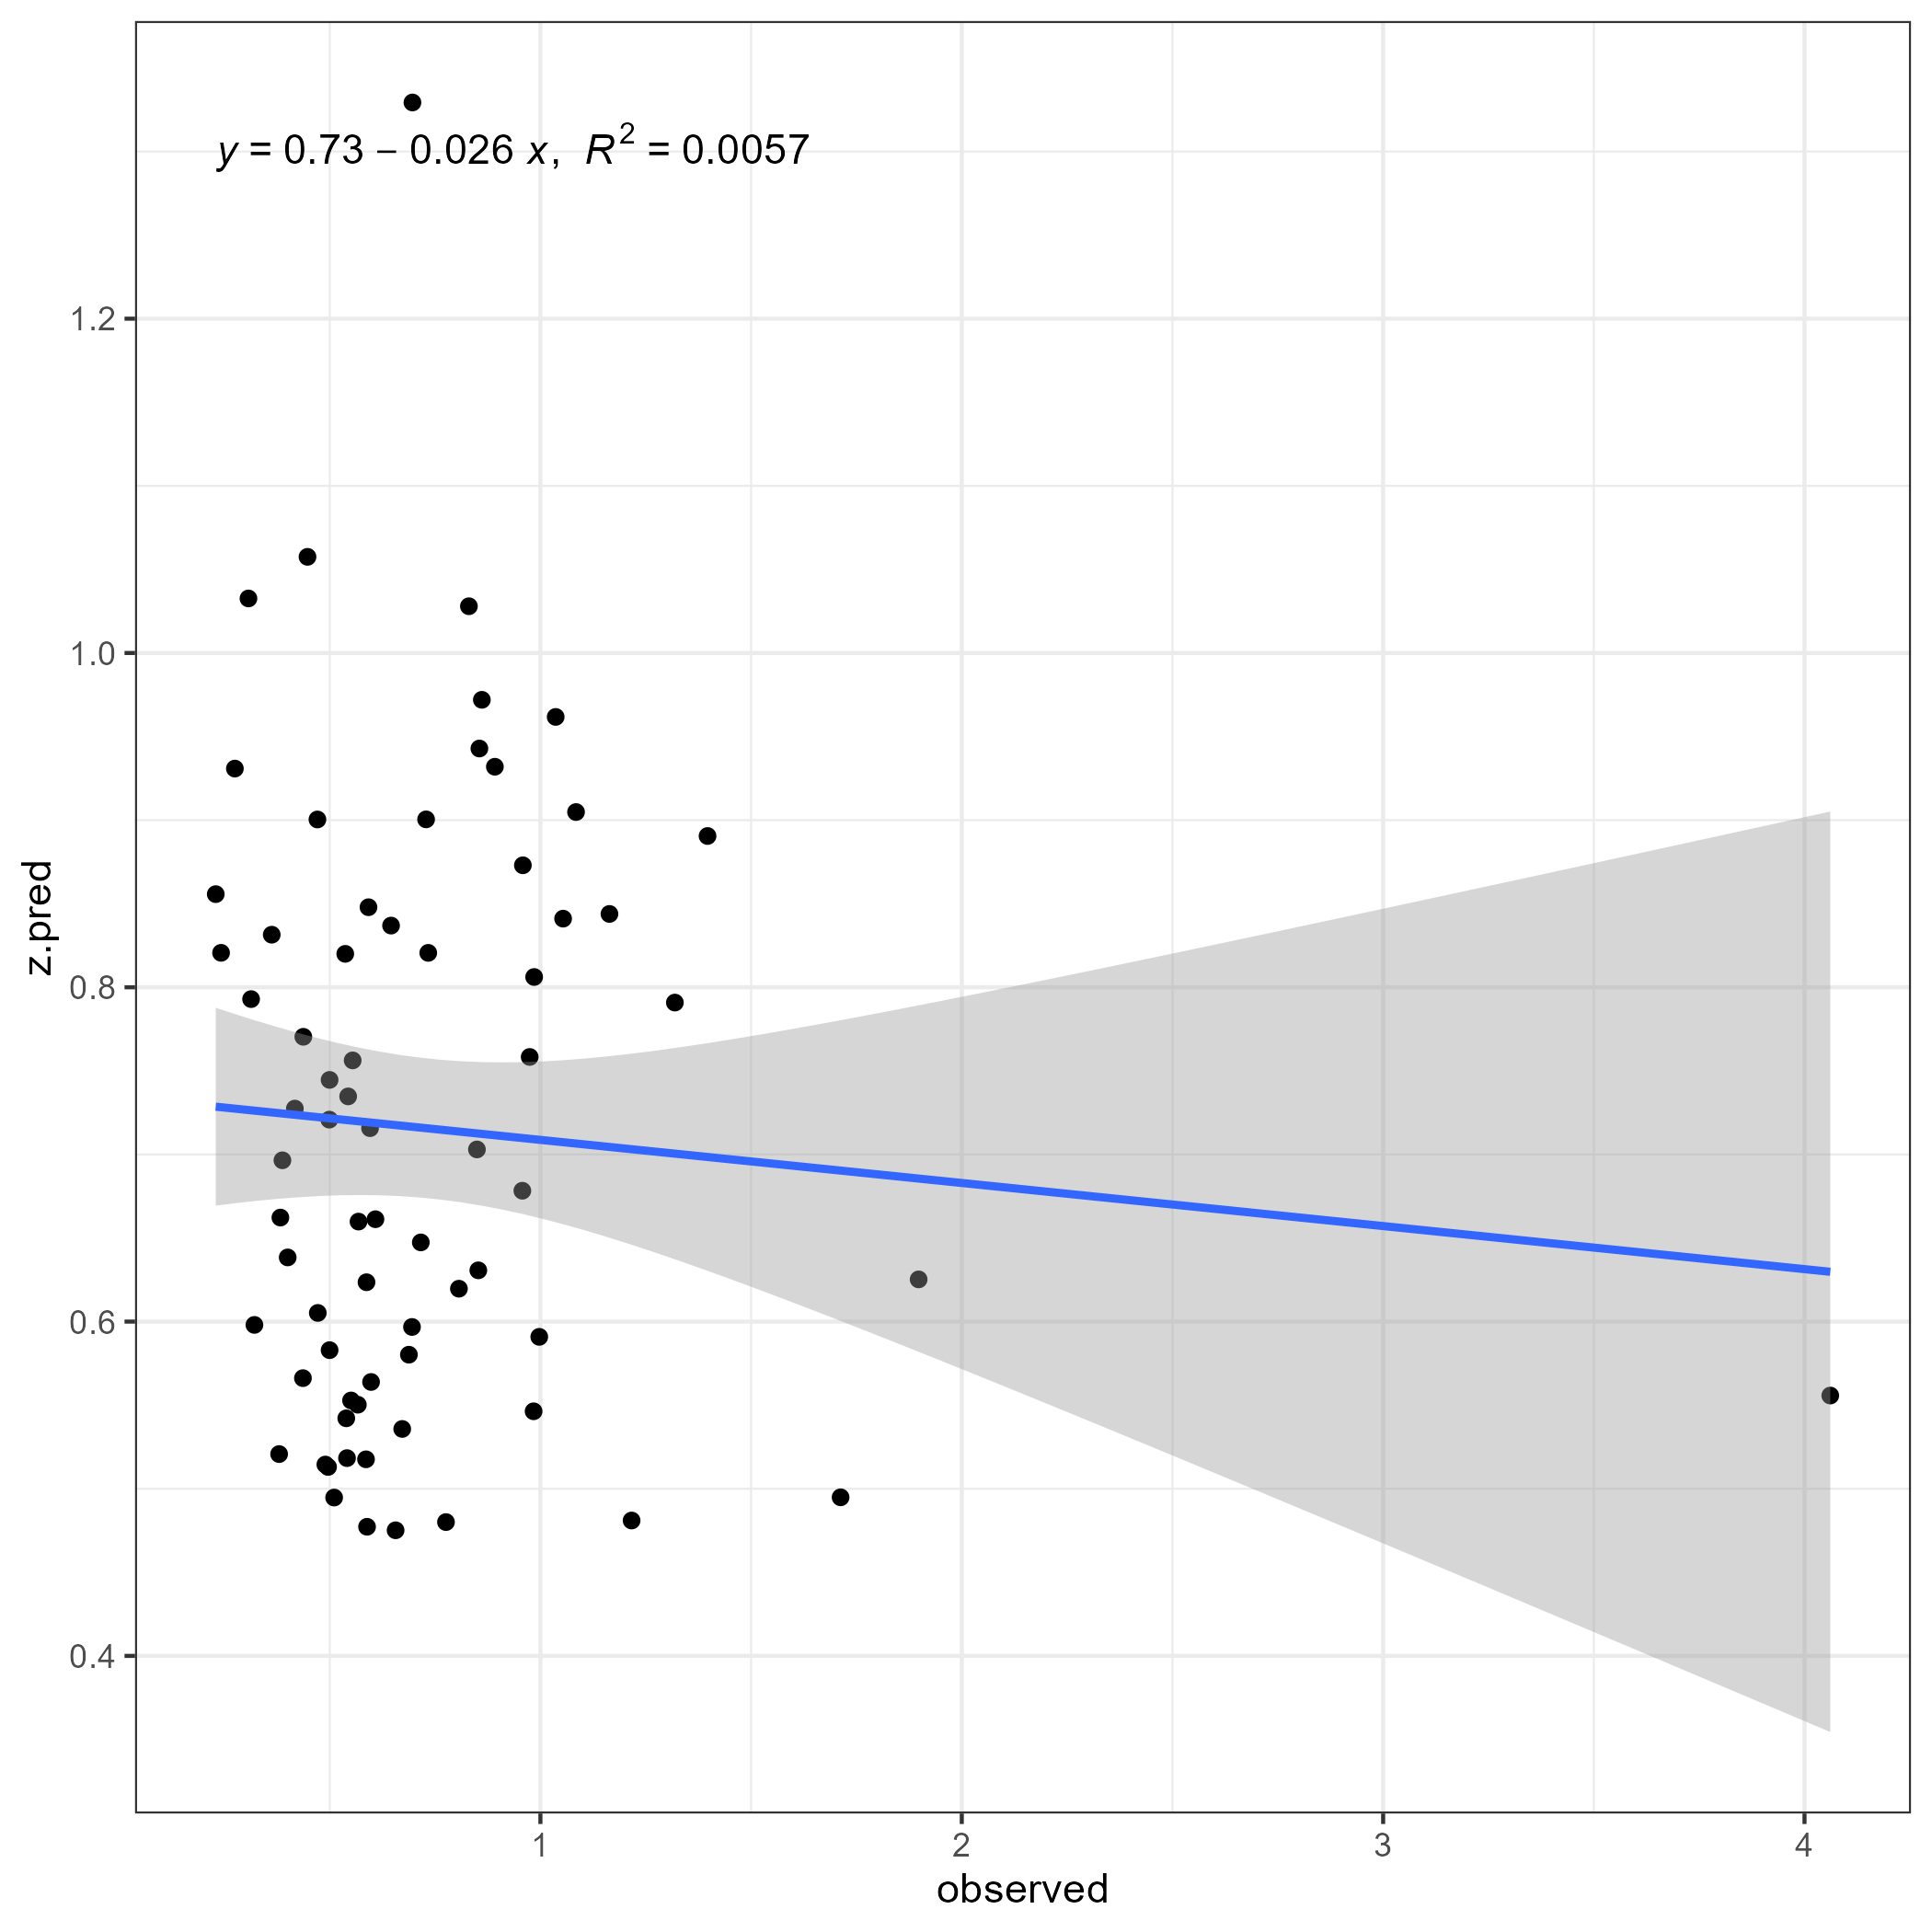 y = 0.73 − 0.026 x, R² = 0.0057
1.2
1.0
0.8
0.6
0.4
z.pred
1 2 3 4
observed